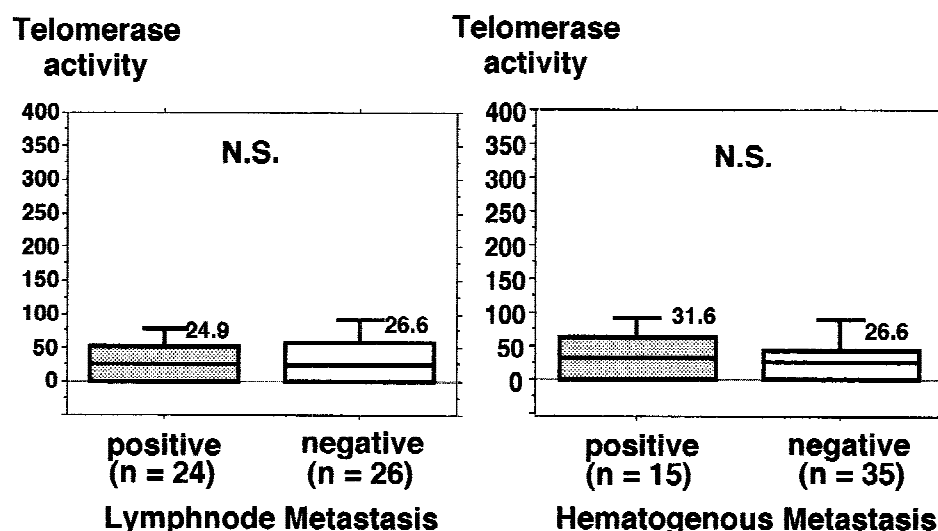 Telomerase
activity
400
350
300
250
200
150
100
50
0
N.S.
24.9
26.6
positive
(n = 24)
negative
(n = 26)
Lymphnode Metastasis
Telomerase
activity
400
350
300
250
200
150
100
50
0
N.S.
31.6
26.6
positive
(n = 15)
negative
(n = 35)
Hematogenous Metastasis